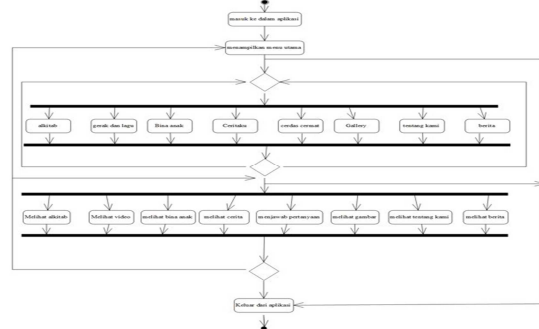 masuk ke dalam aplikasi
menampilkan menu utama
alkitab
gerak dan lagu
Bina anak
Ceritaku
cerdas cermat
Gallery
tentang kami
berita
Melihat alkitab
Melihat video
melihat bina anak
melihat cerita
menjawab pertanyaan
melihat gambar
melihat tentang kami
melihat berita
Keluar dari aplikasi